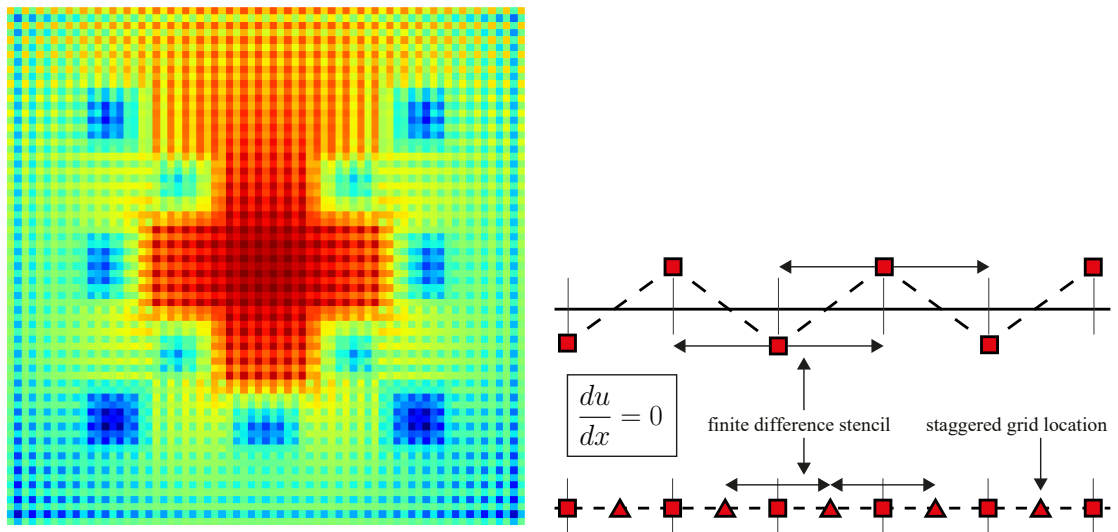 du
dx = 0
finite difference stencil
staggered grid location